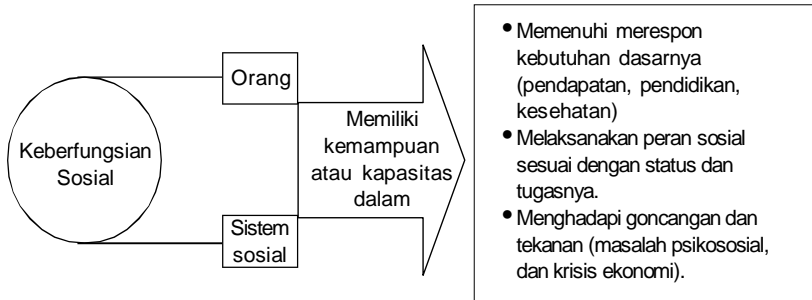 Keberfungsian
Sosial
Orang
Sistem
sosial
Memiliki
kemampuan
atau kapasitas
dalam
• Memenuhi merespon
kebutuhan dasarnya
(pendapatan, pendidikan,
kesehatan)
• Melaksanakan peran sosial
sesuai dengan status dan
tugasnya.
• Menghadapi goncangan dan
tekanan (masalah psikososial,
dan krisis ekonomi).